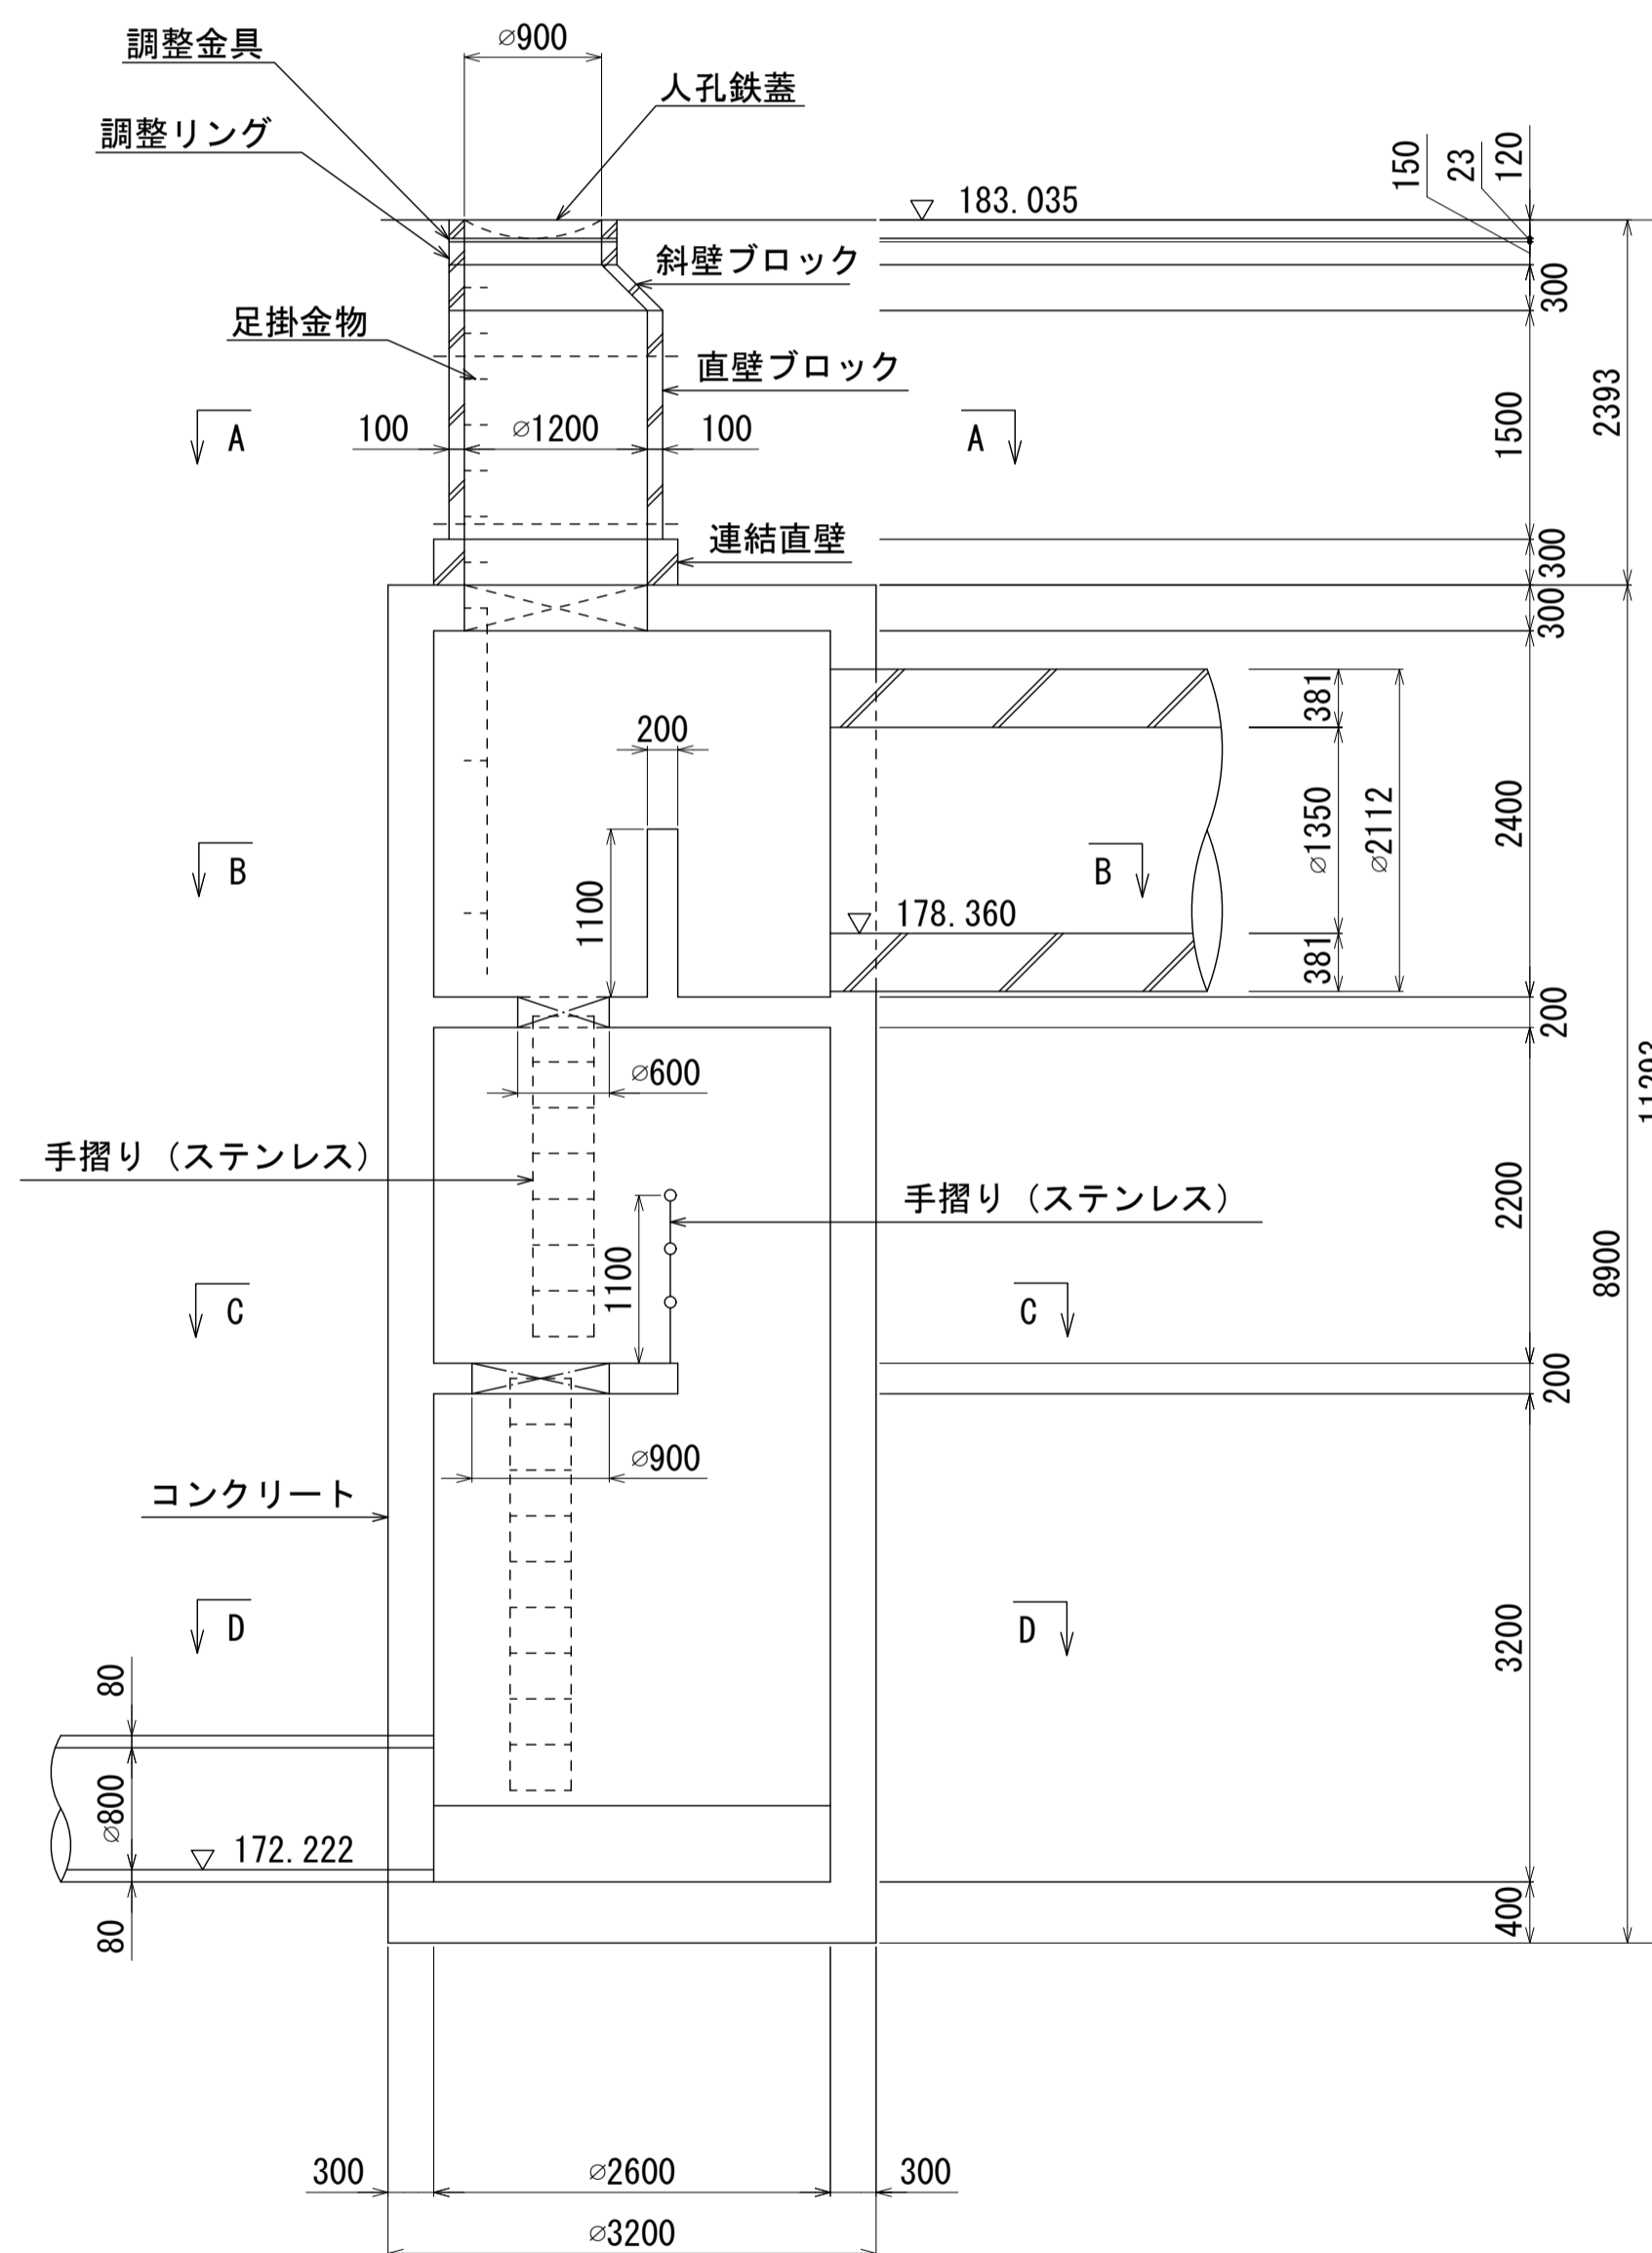 調整金具
⌀900
人孔鉄蓋
調整リング
150
23
120
183.035
斜壁ブロック
300
足掛金物
直壁ブロック
2393
A
100
⌀1200
100
A
1500
連結直壁
300
300
381
200
⌀1350
⌀2112
2400
B
B
1100
178.360
381
200
⌀600
11293
手摺り（ステンレス）
手摺り（ステンレス）
2200
1100
8900
C
C
200
⌀900
コンクリート
D
D
3200
80
⌀800
172.222
400
80
300
⌀2600
300
⌀3200